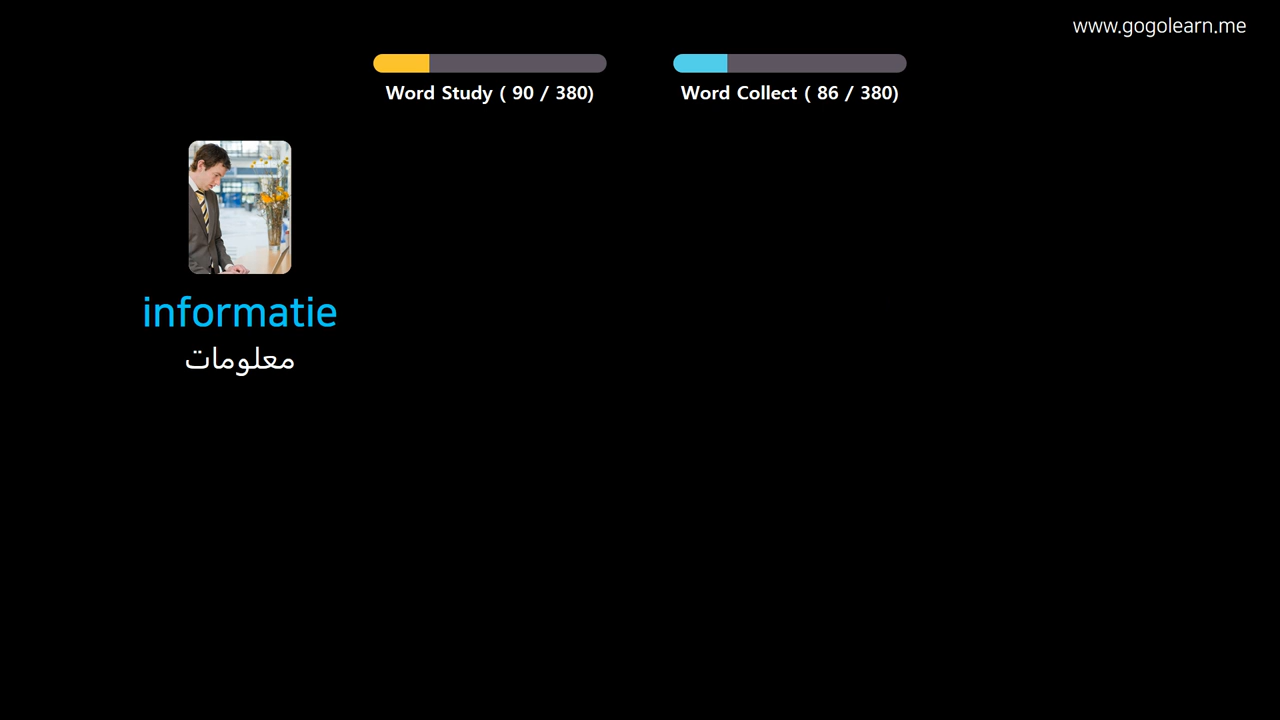 www.gogolearn.me
Word Study ( 90 / 380)
Word Collect ( 86 / 380)
informatie
معلومات